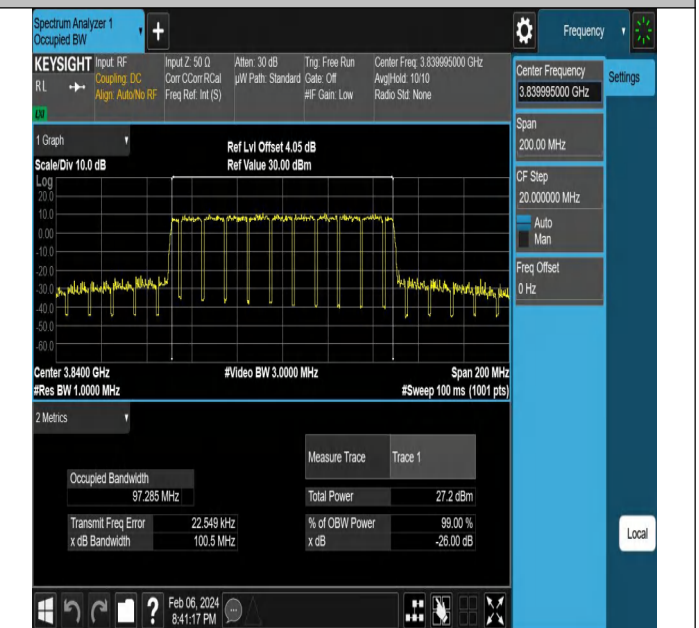 Spectrum Analyzer 1
Occupied BW
Frequency
KEYSIGHT
RL
LXI
Input: RF
Coupling: DC
Align: Auto/No RF
Input Z: 50 Ω
Corr CCorr RCal
Freq Ref: Int (S)
Atten: 30 dB
µW Path: Standard
Trig: Free Run
Gate: Off
#IF Gain: Low
Center Freq: 3.839995000 GHz
Avg|Hold: 10/10
Radio Std: None
Center Frequency
3.839995000 GHz
Settings
Span
200.00 MHz
CF Step
20.000000 MHz
Auto
Man
Freq Offset
0 Hz
1 Graph
Scale/Div 10.0 dB
Ref Lvl Offset 4.05 dB
Ref Value 30.00 dBm
Log
20.0
10.0
0.00
-10.0
-20.0
-30.0
-40.0
-50.0
-60.0
Center 3.8400 GHz
#Video BW 3.0000 MHz
Span 200 MHz
#Res BW 1.0000 MHz
#Sweep 100 ms (1001 pts)
2 Metrics
Measure Trace
Trace 1
Occupied Bandwidth
97.285 MHz
Total Power
27.2 dBm
Transmit Freq Error
22.549 kHz
% of OBW Power
99.00 %
x dB Bandwidth
100.5 MHz
x dB
-26.00 dB
Local
?
Feb 06, 2024
8:41:17 PM